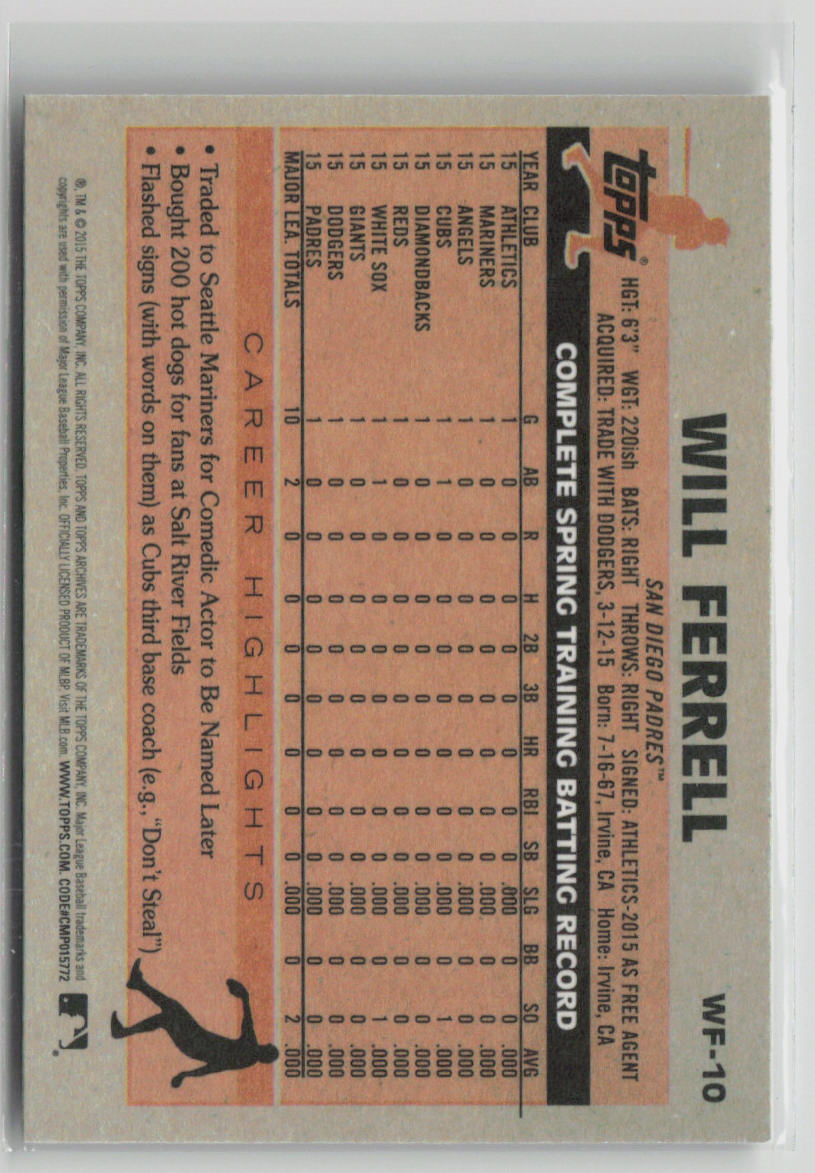 WILL FERRELL WF-10
SAN DIEGO PADRES™
topps®
HGT: 6'3" WGT: 220ish BATS: RIGHT THROWS: RIGHT SIGNED: ATHLETICS-2015 AS FREE AGENT
ACQUIRED: TRADE WITH DODGERS, 3-12-15 Born: 7-16-67, Irvine, CA Home: Irvine, CA
COMPLETE SPRING TRAINING BATTING RECORD
YEAR CLUB G AB R H 2B 3B HR RBI SB SLG BB SO AVG
15 ATHLETICS 1 0 0 0 0 0 0 0 0 .000 0 0 .000
15 MARINERS 1 0 0 0 0 0 0 0 0 .000 0 0 .000
15 ANGELS 1 0 0 0 0 0 0 0 0 .000 0 0 .000
15 CUBS 1 1 0 0 0 0 0 0 0 .000 0 1 .000
15 DIAMONDBACKS 1 0 0 0 0 0 0 0 0 .000 0 0 .000
15 REDS 1 0 0 0 0 0 0 0 0 .000 0 0 .000
15 WHITE SOX 1 1 0 0 0 0 0 0 0 .000 0 1 .000
15 GIANTS 1 0 0 0 0 0 0 0 0 .000 0 0 .000
15 DODGERS 1 0 0 0 0 0 0 0 0 .000 0 0 .000
15 PADRES 1 0 0 0 0 0 0 0 0 .000 0 0 .000
MAJOR LEA. TOTALS 10 2 0 0 0 0 0 0 0 .000 0 2 .000
CAREER HIGHLIGHTS
• Traded to Seattle Mariners for Comedic Actor to Be Named Later
• Bought 200 hot dogs for fans at Salt River Fields
• Flashed signs (with words on them) as Cubs third base coach (e.g., "Don't Steal")
®, TM & © 2015 THE TOPPS COMPANY, INC. ALL RIGHTS RESERVED. TOPPS AND TOPPS ARCHIVES ARE TRADEMARKS OF THE TOPPS COMPANY, INC. Major League Baseball trademarks and
copyrights are used with permission of Major League Baseball Properties, Inc. OFFICIALLY LICENSED PRODUCT OF MLBP. Visit MLB.com WWW.TOPPS.COM. CODE#CMP015772